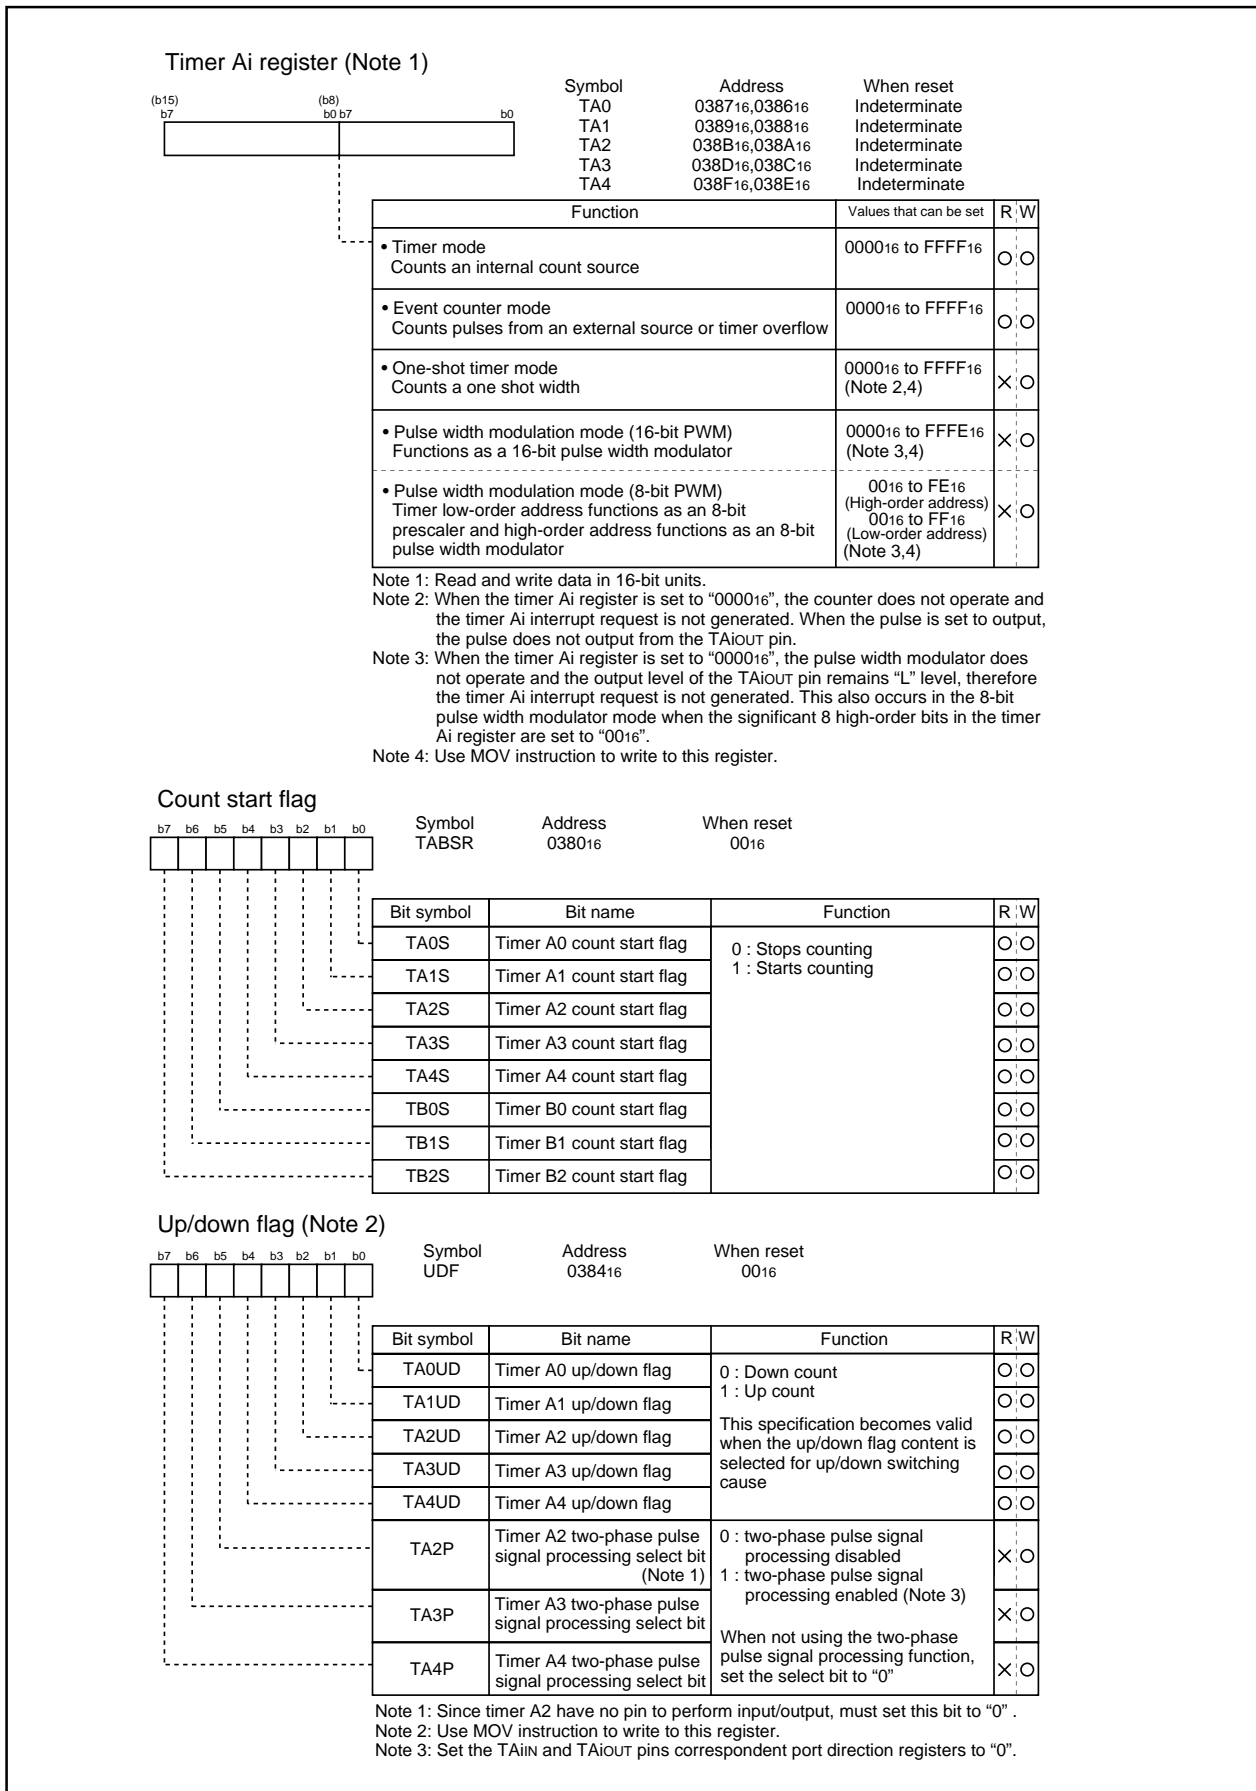 Timer Ai register (Note 1)
(b15) (b8)
b7 b0 b7 b0
Symbol Address When reset
TA0 038716,038616 Indeterminate
TA1 038916,038816 Indeterminate
TA2 038B16,038A16 Indeterminate
TA3 038D16,038C16 Indeterminate
TA4 038F16,038E16 Indeterminate
Function Values that can be set R W
• Timer mode 000016 to FFFF16
Counts an internal count source
• Event counter mode 000016 to FFFF16
Counts pulses from an external source or timer overflow
• One-shot timer mode 000016 to FFFF16
Counts a one shot width (Note 2,4)
• Pulse width modulation mode (16-bit PWM) 000016 to FFFE16
Functions as a 16-bit pulse width modulator (Note 3,4)
• Pulse width modulation mode (8-bit PWM) 0016 to FE16
Timer low-order address functions as an 8-bit (High-order address)
prescaler and high-order address functions as an 8-bit 0016 to FF16
pulse width modulator (Low-order address)
(Note 3,4)
Note 1: Read and write data in 16-bit units.
Note 2: When the timer Ai register is set to “000016”, the counter does not operate and
the timer Ai interrupt request is not generated. When the pulse is set to output,
the pulse does not output from the TAiOUT pin.
Note 3: When the timer Ai register is set to “000016”, the pulse width modulator does
not operate and the output level of the TAiOUT pin remains “L” level, therefore
the timer Ai interrupt request is not generated. This also occurs in the 8-bit
pulse width modulator mode when the significant 8 high-order bits in the timer
Ai register are set to “0016”.
Note 4: Use MOV instruction to write to this register.
Count start flag
b7 b6 b5 b4 b3 b2 b1 b0
Symbol Address When reset
TABSR 038016 0016
Bit symbol Bit name Function R W
TA0S Timer A0 count start flag 0 : Stops counting
1 : Starts counting
TA1S Timer A1 count start flag
TA2S Timer A2 count start flag
TA3S Timer A3 count start flag
TA4S Timer A4 count start flag
TB0S Timer B0 count start flag
TB1S Timer B1 count start flag
TB2S Timer B2 count start flag
Up/down flag (Note 2)
b7 b6 b5 b4 b3 b2 b1 b0
Symbol Address When reset
UDF 038416 0016
Bit symbol Bit name Function R W
TA0UD Timer A0 up/down flag 0 : Down count
1 : Up count
TA1UD Timer A1 up/down flag
This specification becomes valid
TA2UD Timer A2 up/down flag when the up/down flag content is
TA3UD Timer A3 up/down flag selected for up/down switching
cause
TA4UD Timer A4 up/down flag
TA2P Timer A2 two-phase pulse 0 : two-phase pulse signal
signal processing select bit processing disabled
(Note 1) 1 : two-phase pulse signal
TA3P Timer A3 two-phase pulse processing enabled (Note 3)
signal processing select bit
When not using the two-phase
TA4P Timer A4 two-phase pulse pulse signal processing function,
signal processing select bit set the select bit to “0”
Note 1: Since timer A2 have no pin to perform input/output, must set this bit to “0” .
Note 2: Use MOV instruction to write to this register.
Note 3: Set the TAiIN and TAiOUT pins correspondent port direction registers to “0”.